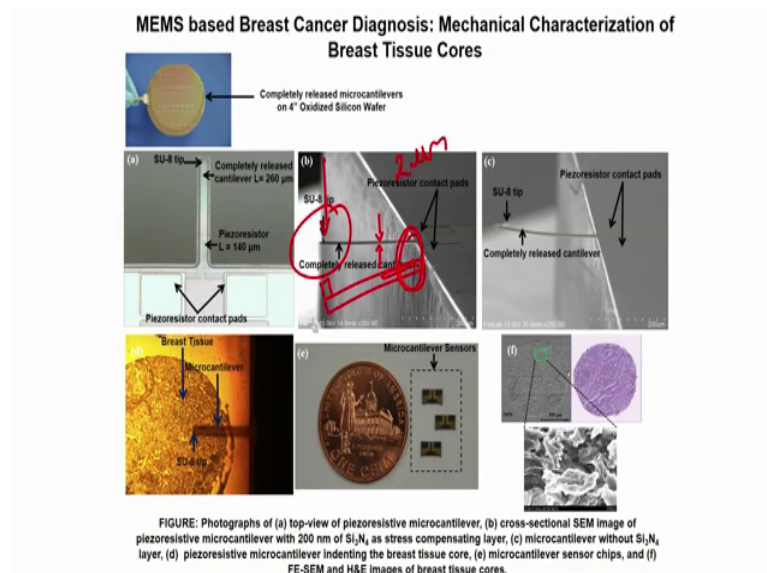 MEMS based Breast Cancer Diagnosis: Mechanical Characterization of
Breast Tissue Cores
Completely released microcantilevers
on 4" Oxidized Silicon Wafer
(a)
SU-8 tip
Completely released
cantilever L= 260 µm
Piezoresistor
L = 140 µm
Piezoresistor contact pads
(b)
2 µm
Piezoresistor contact pads
SU-8 tip
Completely released
(c)
Piezoresistor contact pads
SU-8 tip
Completely released cantilever
(d)
Breast Tissue
Microcantilever
SU-8 tip
(e)
Microcantilever Sensors
ONE CENT
(f)
FIGURE: Photographs of (a) top-view of piezoresistive microcantilever, (b) cross-sectional SEM image of
piezoresistive microcantilever with 200 nm of Si₃N₄ as stress compensating layer, (c) microcantilever without Si₃N₄
layer, (d) piezoresistive microcantilever indenting the breast tissue core, (e) microcantilever sensor chips, and (f)
FE-SEM and H&E images of breast tissue cores.